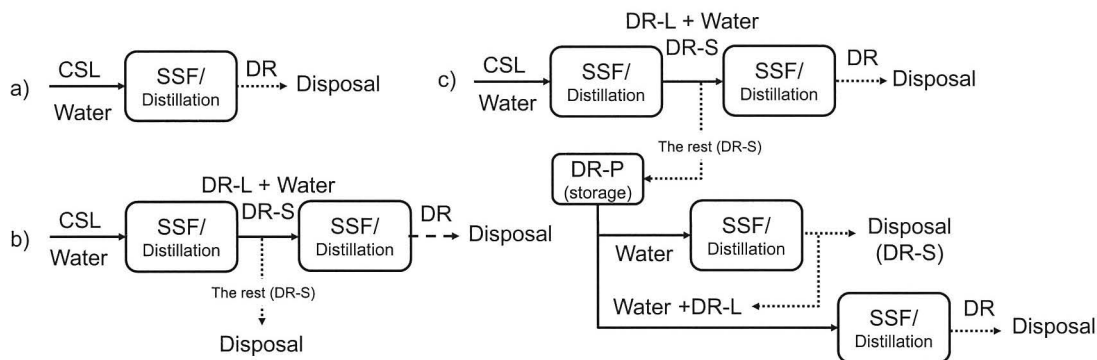 a)
CSL
Water
SSF/
Distillation
DR
Disposal
b)
CSL
Water
SSF/
Distillation
DR-L + Water
DR-S
The rest (DR-S)
Disposal
SSF/
Distillation
DR
Disposal
c)
CSL
Water
SSF/
Distillation
DR-L + Water
DR-S
SSF/
Distillation
DR
Disposal
The rest (DR-S)
DR-P
(storage)
Water
SSF/
Distillation
Disposal
(DR-S)
Water +DR-L
SSF/
Distillation
DR
Disposal